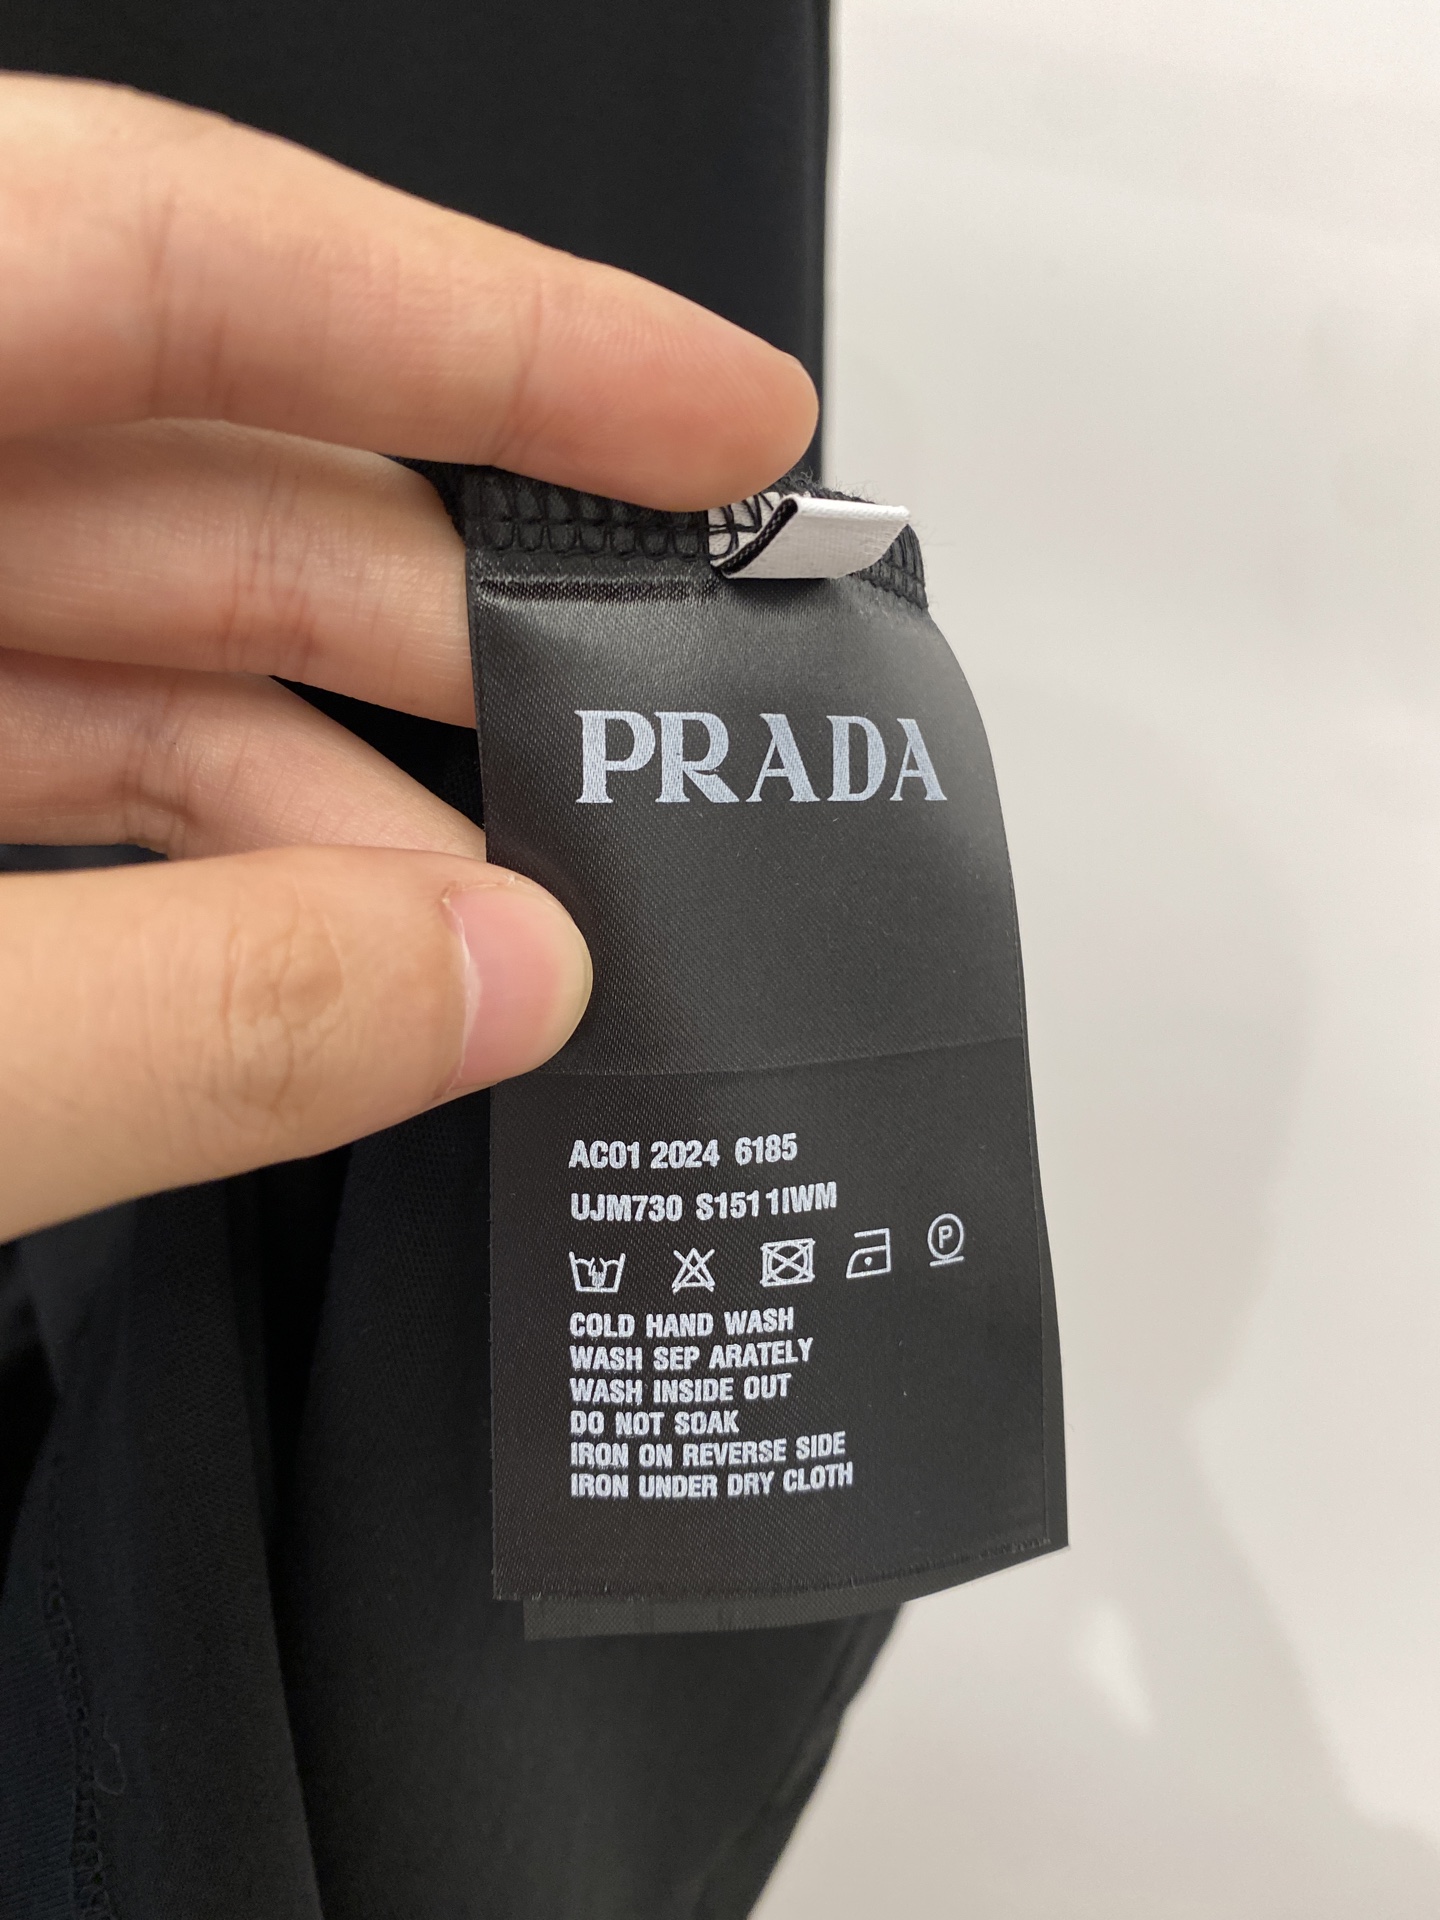 PRADA
AC01 2024 6185
UJM730 S151 1IWM
P
COLD HAND WASH
WASH SEP ARATELY
WASH INSIDE OUT
DO NOT SOAK
IRON ON REVERSE SIDE
IRON UNDER DRY CLOTH